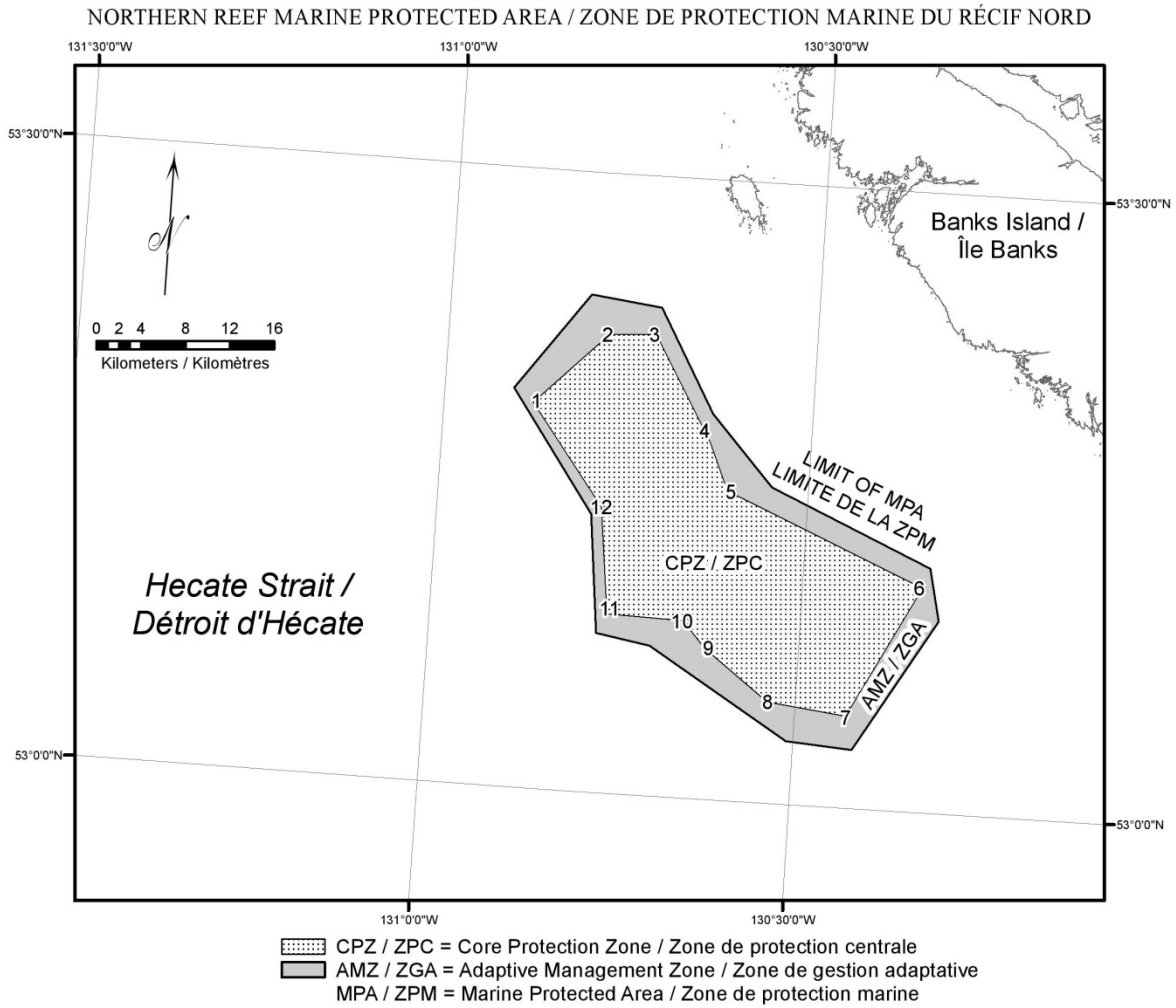 NORTHERN REEF MARINE PROTECTED AREA / ZONE DE PROTECTION MARINE DU RÉCIF NORD
131°30'0"W
131°0'0"W
130°30'0"W
53°30'0"N
53°30'0"N
N
Banks Island /
Île Banks
0 2 4 8 12 16
Kilometers / Kilomètres
2
3
1
4
LIMIT OF MPA
LIMITE DE LA ZPM
5
12
CPZ / ZPC
6
Hecate Strait /
Détroit d'Hécate
11
10
9
AMZ / ZGA
8
7
53°0'0"N
53°0'0"N
131°0'0"W
130°30'0"W
CPZ / ZPC = Core Protection Zone / Zone de protection centrale
AMZ / ZGA = Adaptive Management Zone / Zone de gestion adaptative
MPA / ZPM = Marine Protected Area / Zone de protection marine